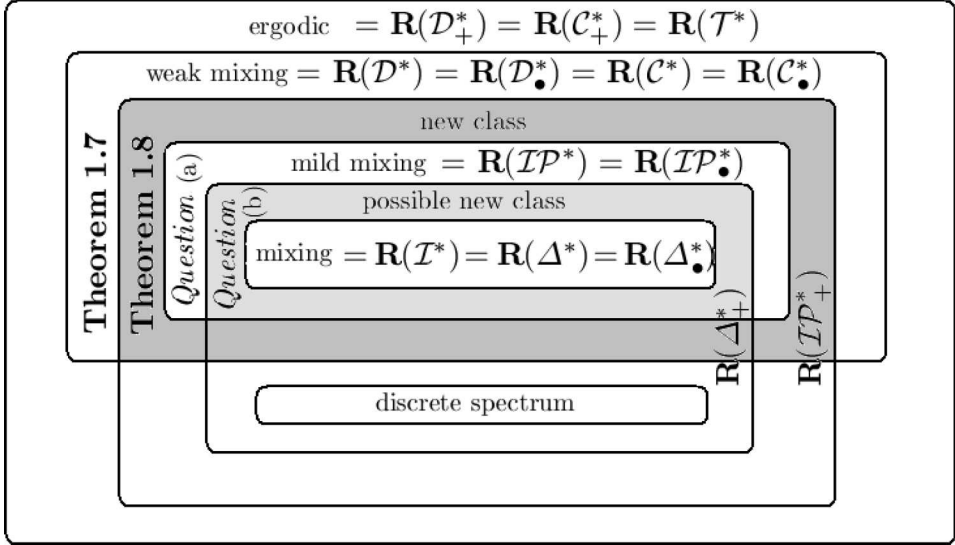 ergodic = R(𝒟*₊) = R(𝒞*₊) = R(𝒯*)
weak mixing = R(𝒟*) = R(𝒟*●) = R(𝒞*) = R(𝒞*●)
new class
mild mixing = R(ℐ𝒫*) = R(ℐ𝒫*●)
possible new class
mixing = R(ℐ*) = R(Δ*) = R(Δ*●)
discrete spectrum
Theorem 1.7
Theorem 1.8
Question (a)
Question (b)
R(Δ*₊)
R(ℐ𝒫*₊)